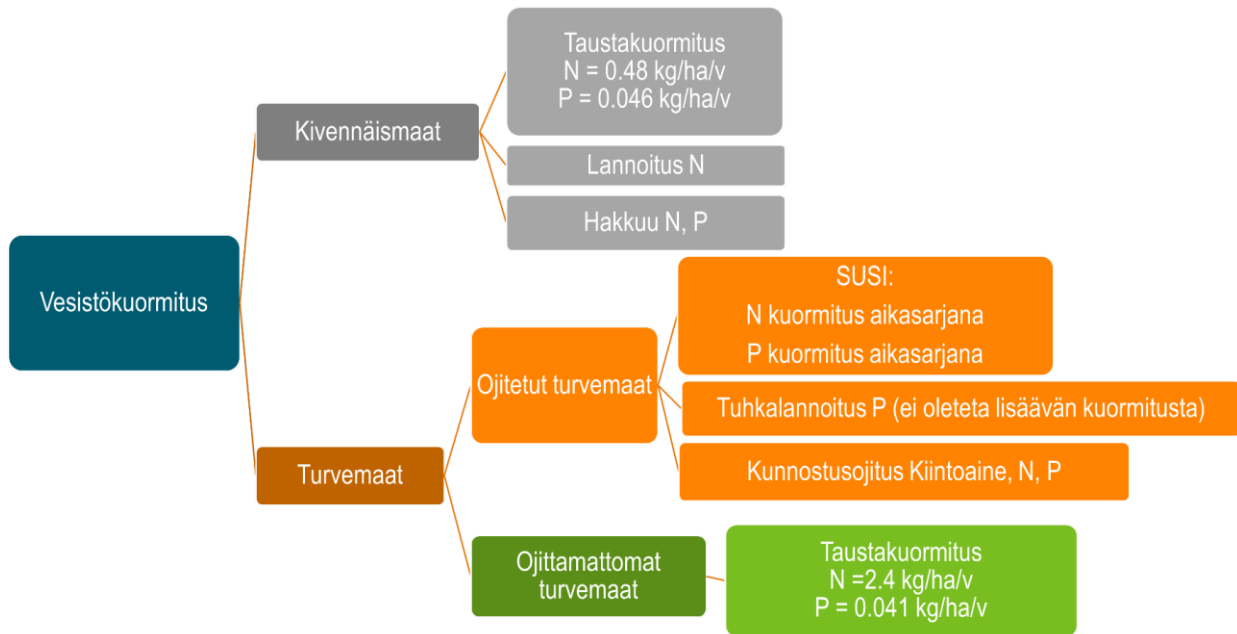 Vesistökuormitus
Kivennäismaat
Taustakuormitus
N = 0.48 kg/ha/v
P = 0.046 kg/ha/v
Lannoitus N
Hakkuu N, P
Turvemaat
Ojitetut turvemaat
SUSI:
N kuormitus aikasarjana
P kuormitus aikasarjana
Tuhkalannoitus P (ei oleteta lisäävän kuormitusta)
Kunnostusojitus Kiintoaine, N, P
Ojittamattomat
turvemaat
Taustakuormitus
N =2.4 kg/ha/v
P = 0.041 kg/ha/v